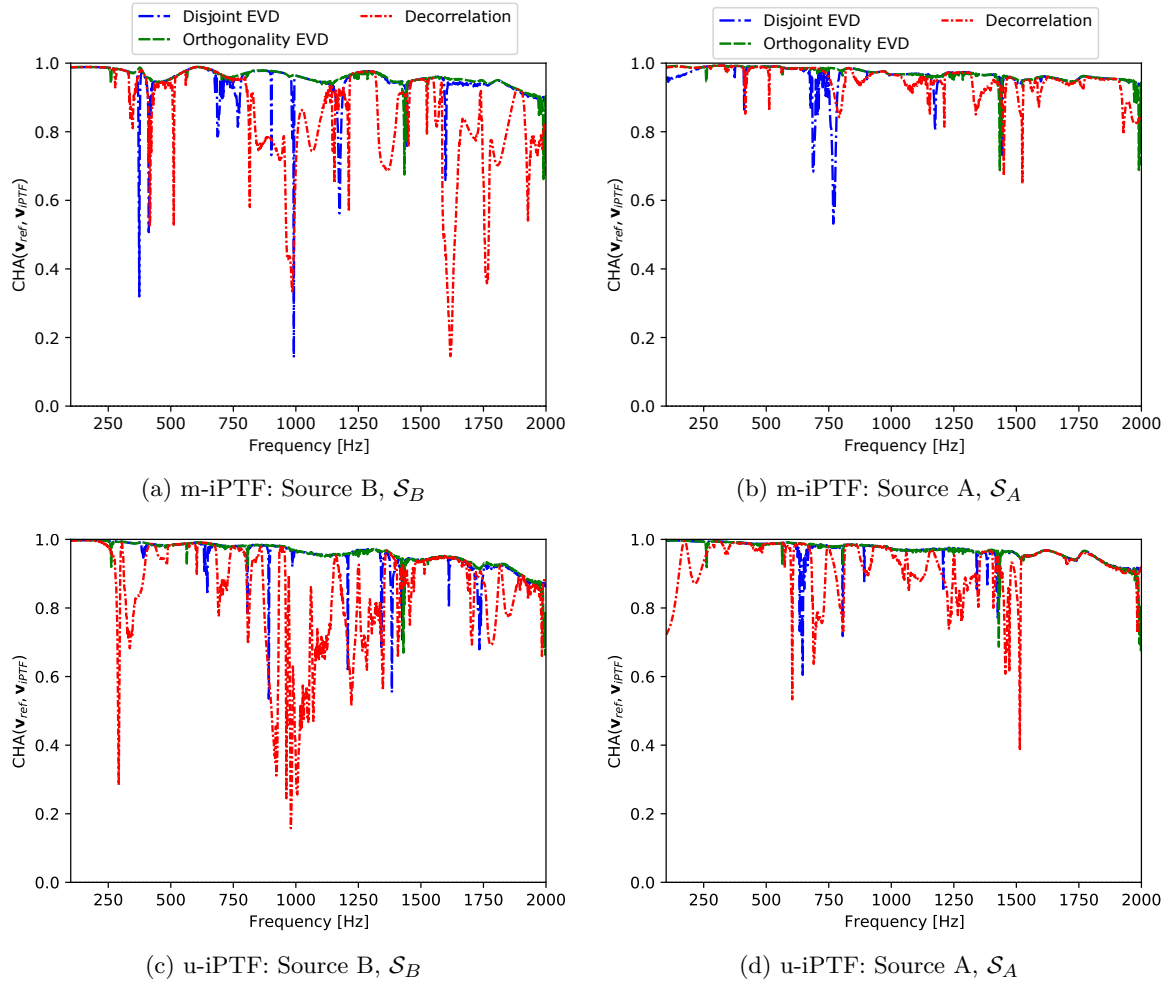 Disjoint EVD
Orthogonality EVD
Decorrelation
Disjoint EVD
Orthogonality EVD
Decorrelation
1.0
0.8
0.6
0.4
0.2
0.0
CHA(v_ref, v_iPTF)
250 500 750 1000 1250 1500 1750 2000
Frequency [Hz]
(a) m-iPTF: Source B, 𝒮_B
1.0
0.8
0.6
0.4
0.2
0.0
CHA(v_ref, v_iPTF)
250 500 750 1000 1250 1500 1750 2000
Frequency [Hz]
(b) m-iPTF: Source A, 𝒮_A
1.0
0.8
0.6
0.4
0.2
0.0
CHA(v_ref, v_iPTF)
250 500 750 1000 1250 1500 1750 2000
Frequency [Hz]
(c) u-iPTF: Source B, 𝒮_B
1.0
0.8
0.6
0.4
0.2
0.0
CHA(v_ref, v_iPTF)
250 500 750 1000 1250 1500 1750 2000
Frequency [Hz]
(d) u-iPTF: Source A, 𝒮_A